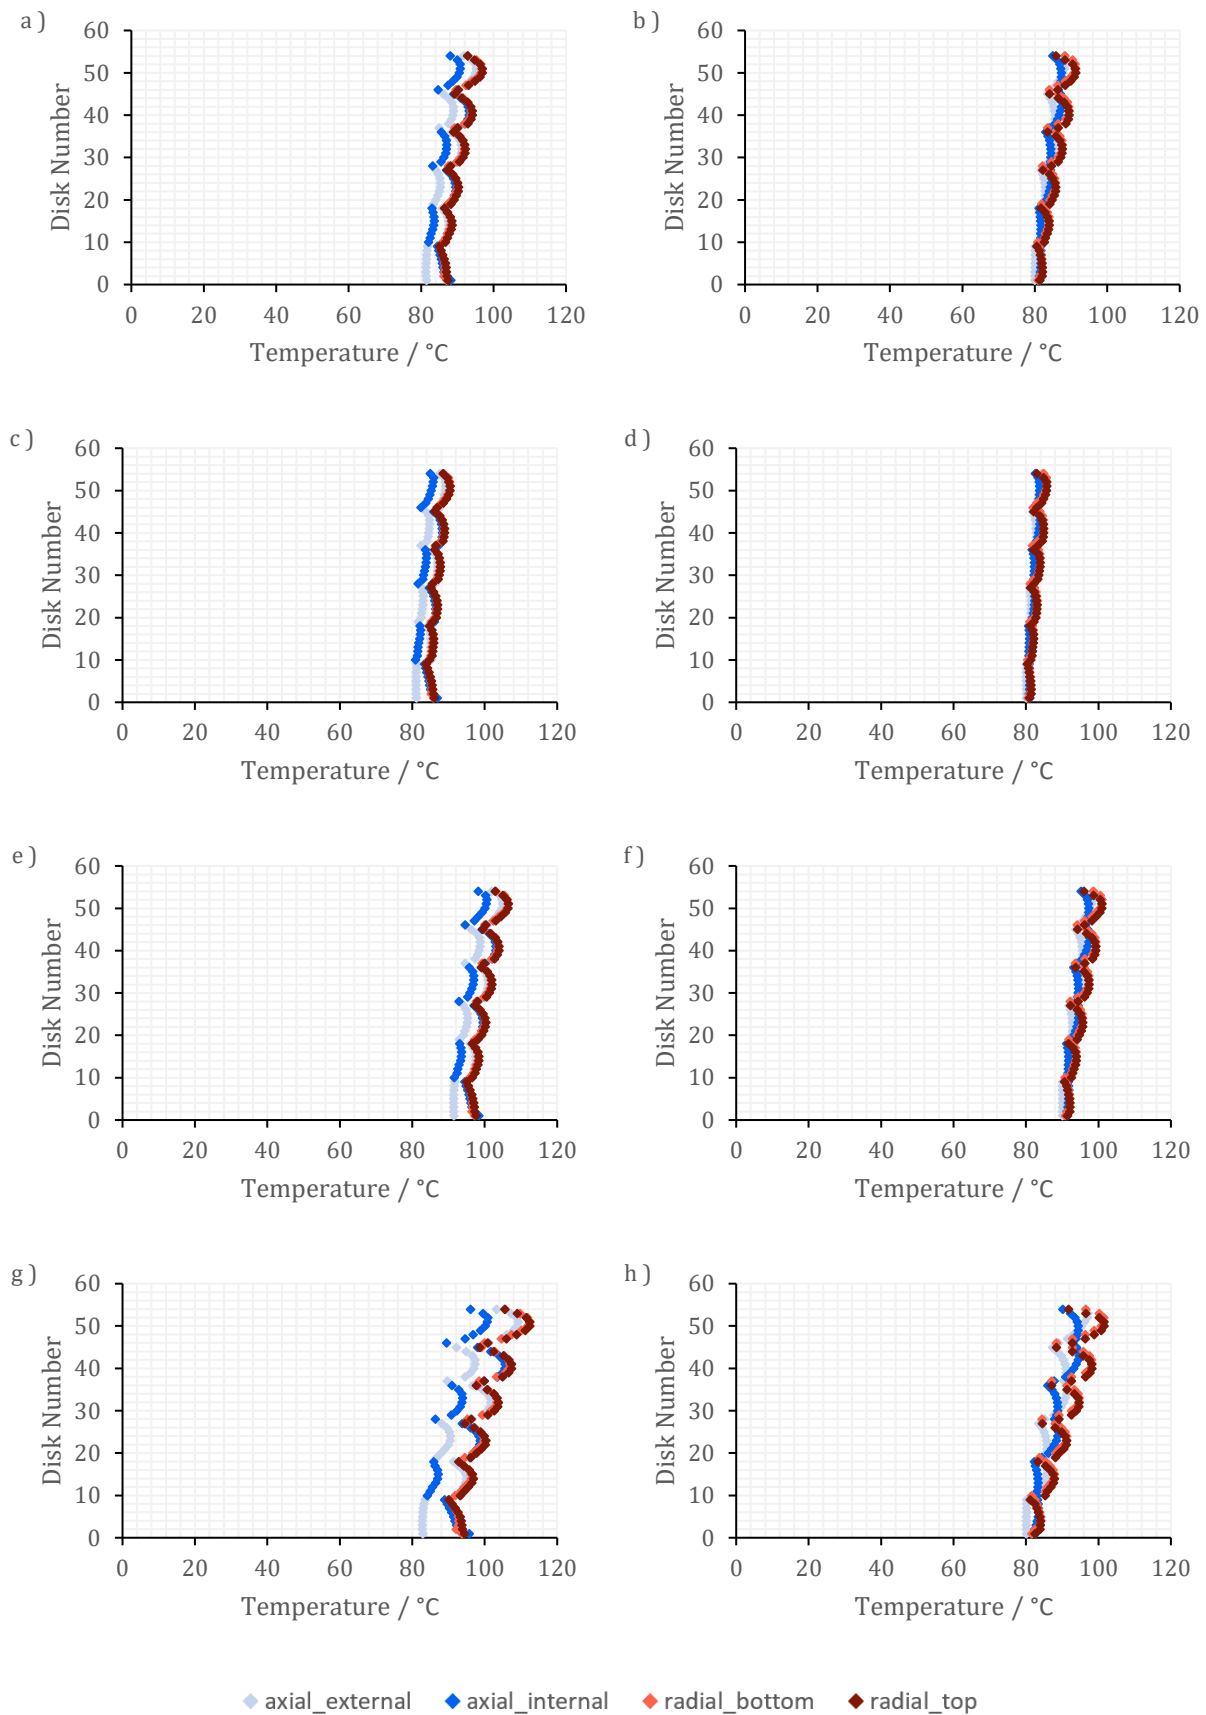 a ) b )
60 60
50 50
40 40
30 30
20 20
10 10
0 0
Disk Number Disk Number
0 20 40 60 80 100 120 0 20 40 60 80 100 120
Temperature / °C Temperature / °C
c ) d )
60 60
50 50
40 40
30 30
20 20
10 10
0 0
Disk Number Disk Number
0 20 40 60 80 100 120 0 20 40 60 80 100 120
Temperature / °C Temperature / °C
e ) f )
60 60
50 50
40 40
30 30
20 20
10 10
0 0
Disk Number Disk Number
0 20 40 60 80 100 120 0 20 40 60 80 100 120
Temperature / °C Temperature / °C
g ) h )
60 60
50 50
40 40
30 30
20 20
10 10
0 0
Disk Number Disk Number
0 20 40 60 80 100 120 0 20 40 60 80 100 120
Temperature / °C Temperature / °C
axial_external axial_internal radial_bottom radial_top